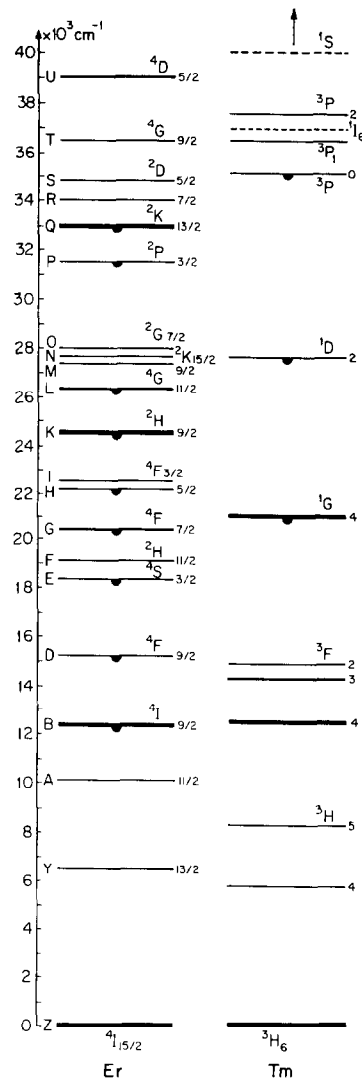 ×10³cm⁻¹
40
38
36
34
32
30
28
26
24
22
20
18
16
14
12
10
8
6
4
2
0
U ⁴D 5/2
T ⁴G 9/2
S ²D 5/2
R 7/2
Q ²K 13/2
P ²P 3/2
O ²G 7/2
N ²K 15/2
M 9/2
L ⁴G 11/2
K ²H 9/2
I ⁴F 3/2
H 5/2
G ⁴F 7/2
F ²H 11/2
E ⁴S 3/2
D ⁴F 9/2
B ⁴I 9/2
A 11/2
Y 13/2
Z
⁴I 15/2
Er
¹S
³P 2
¹I₆
³P₁
³P 0
¹D 2
¹G 4
³F 2
3
4
³H 5
4
³H₆
Tm